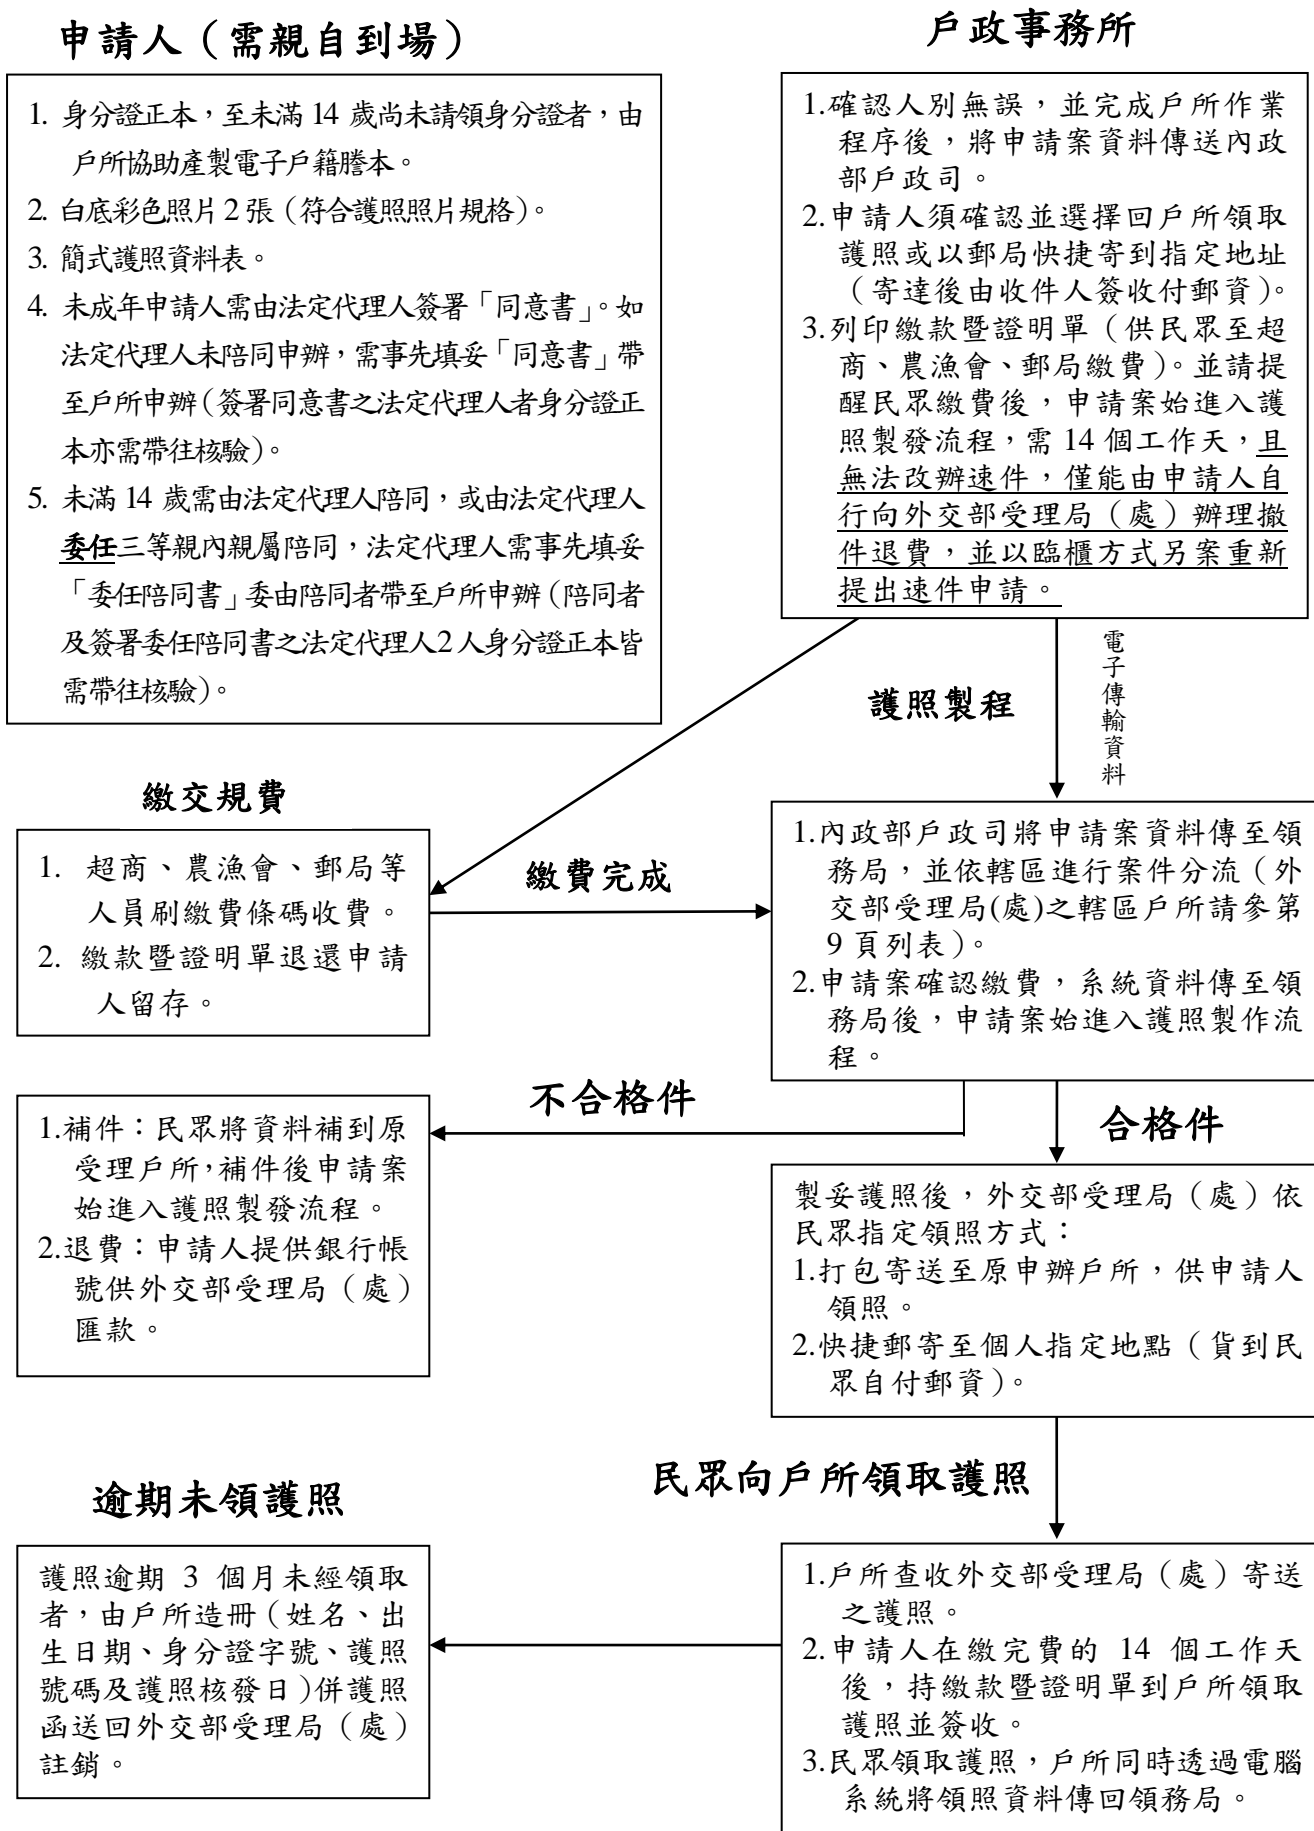 申請人（需親自到場）
1. 身分證正本，至未滿 14 歲尚未請領身分證者，由
戶所協助產製電子戶籍謄本。
2. 白底彩色照片 2 張（符合護照照片規格）。
3. 簡式護照資料表。
4. 未成年申請人需由法定代理人簽署「同意書」。如
法定代理人未陪同申辦，需事先填妥「同意書」帶
至戶所申辦（簽署同意書之法定代理人者身分證正
本亦需帶往核驗）。
5. 未滿 14 歲需由法定代理人陪同，或由法定代理人
委任三等親內親屬陪同，法定代理人需事先填妥
「委任陪同書」委由陪同者帶至戶所申辦（陪同者
及簽署委任陪同書之法定代理人2 人身分證正本皆
需帶往核驗）。
戶政事務所
1.確認人別無誤，並完成戶所作業
程序後，將申請案資料傳送內政
部戶政司。
2.申請人須確認並選擇回戶所領取
護照或以郵局快捷寄到指定地址
（寄達後由收件人簽收付郵資）。
3.列印繳款暨證明單（供民眾至超
商、農漁會、郵局繳費）。並請提
醒民眾繳費後，申請案始進入護
照製發流程，需 14 個工作天，且
無法改辦速件，僅能由申請人自
行向外交部受理局（處）辦理撤
件退費，並以臨櫃方式另案重新
提出速件申請。
護照製程
電子傳輸資料
繳交規費
1. 超商、農漁會、郵局等
人員刷繳費條碼收費。
2. 繳款暨證明單退還申請
人留存。
繳費完成
1.內政部戶政司將申請案資料傳至領
務局，並依轄區進行案件分流（外
交部受理局(處)之轄區戶所請參第
9 頁列表）。
2.申請案確認繳費，系統資料傳至領
務局後，申請案始進入護照製作流
程。
不合格件
合格件
1.補件：民眾將資料補到原
受理戶所，補件後申請案
始進入護照製發流程。
2.退費：申請人提供銀行帳
號供外交部受理局（處）
匯款。
製妥護照後，外交部受理局（處）依
民眾指定領照方式：
1.打包寄送至原申辦戶所，供申請人
領照。
2.快捷郵寄至個人指定地點（貨到民
眾自付郵資）。
民眾向戶所領取護照
逾期未領護照
護照逾期 3 個月未經領取
者，由戶所造冊（姓名、出
生日期、身分證字號、護照
號碼及護照核發日）併護照
函送回外交部受理局（處）
註銷。
1.戶所查收外交部受理局（處）寄送
之護照。
2.申請人在繳完費的 14 個工作天
後，持繳款暨證明單到戶所領取
護照並簽收。
3.民眾領取護照，戶所同時透過電腦
系統將領照資料傳回領務局。